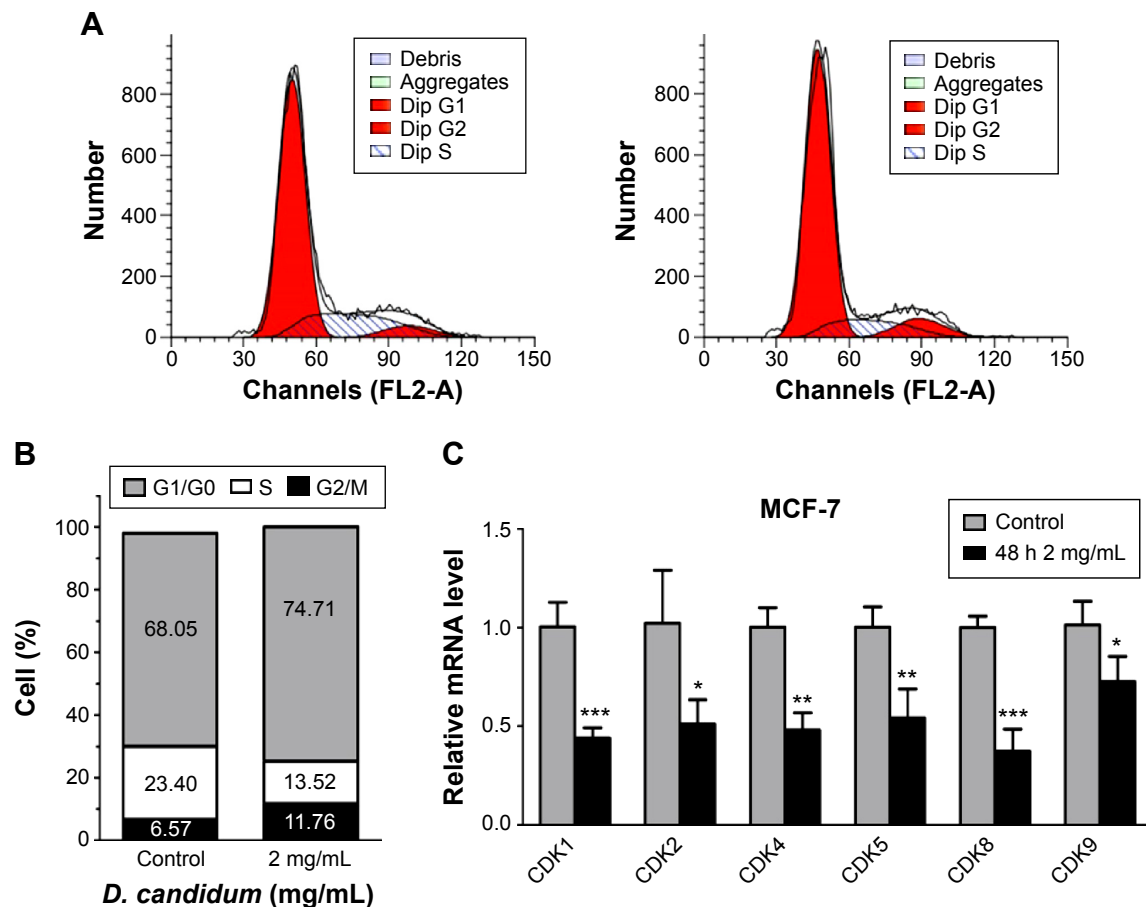 A
Number
800
600
400
200
0
Debris
Aggregates
Dip G1
Dip G2
Dip S
0 30 60 90 120 150
Channels (FL2-A)
Number
800
600
400
200
0
Debris
Aggregates
Dip G1
Dip G2
Dip S
0 30 60 90 120 150
Channels (FL2-A)
B
G1/G0 S G2/M
Cell (%)
100
80
60
40
20
0
68.05
23.40
6.57
74.71
13.52
11.76
Control 2 mg/mL
D. candidum (mg/mL)
C
MCF-7
Control
48 h 2 mg/mL
Relative mRNA level
1.5
1.0
0.5
0.0
*** * ** ** *** *
CDK1 CDK2 CDK4 CDK5 CDK8 CDK9